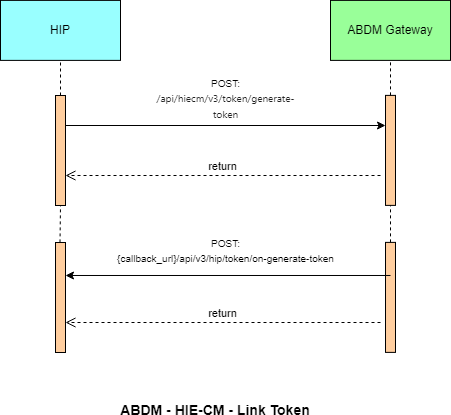 HIP
ABDM Gateway
POST:
/api/hiecm/v3/token/generate-
token
return
POST:
{callback_url}/api/v3/hip/token/on-generate-token
return
ABDM - HIE-CM - Link Token